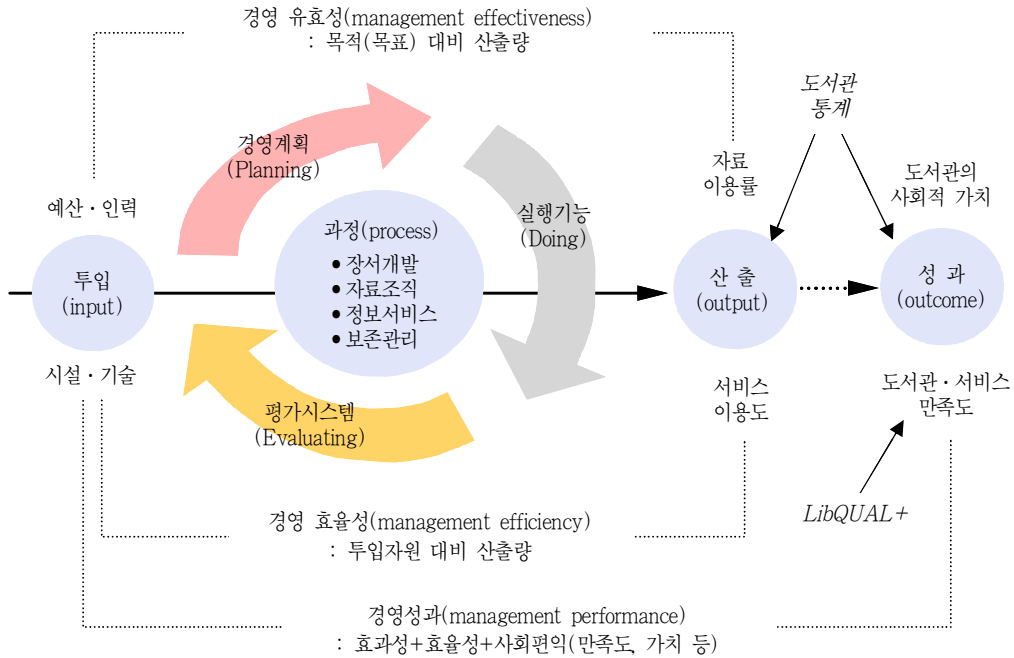 경영 유효성(management effectiveness)
: 목적(목표) 대비 산출량
도서관
통계
경영계획
(Planning)
자료
이용률
도서관의
사회적 가치
예산·인력
과정(process)
실행기능
(Doing)
• 장서개발
• 자료조직
• 정보서비스
• 보존관리
투입
(input)
산 출
(output)
성 과
(outcome)
시설·기술
평가시스템
(Evaluating)
서비스
이용도
도서관·서비스
만족도
LibQUAL+
경영 효율성(management efficiency)
: 투입자원 대비 산출량
경영성과(management performance)
: 효과성+효율성+사회편익(만족도, 가치 등)